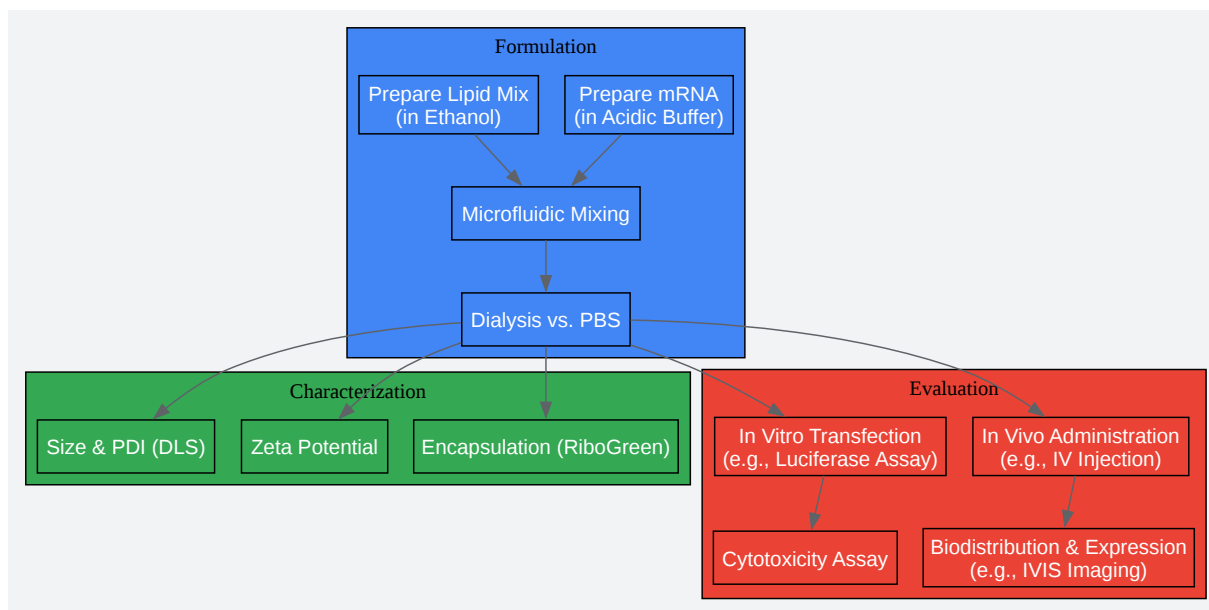 Formulation
Prepare Lipid Mix
(in Ethanol)
Prepare mRNA
(in Acidic Buffer)
Microfluidic Mixing
Dialysis vs. PBS
Characterization
Size & PDI (DLS)
Zeta Potential
Encapsulation (RiboGreen)
Evaluation
In Vitro Transfection
(e.g., Luciferase Assay)
In Vivo Administration
(e.g., IV Injection)
Cytotoxicity Assay
Biodistribution & Expression
(e.g., IVIS Imaging)